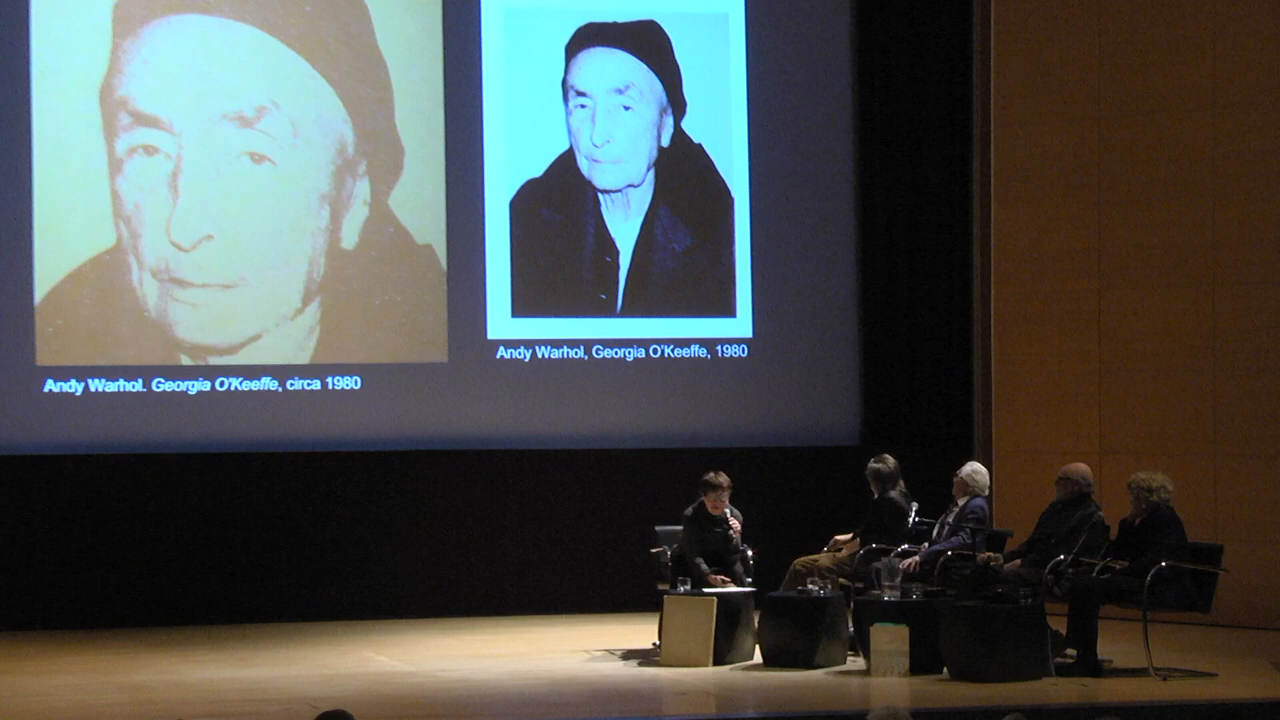 Andy Warhol, Georgia O'Keeffe, 1980
Andy Warhol. Georgia O'Keeffe, circa 1980